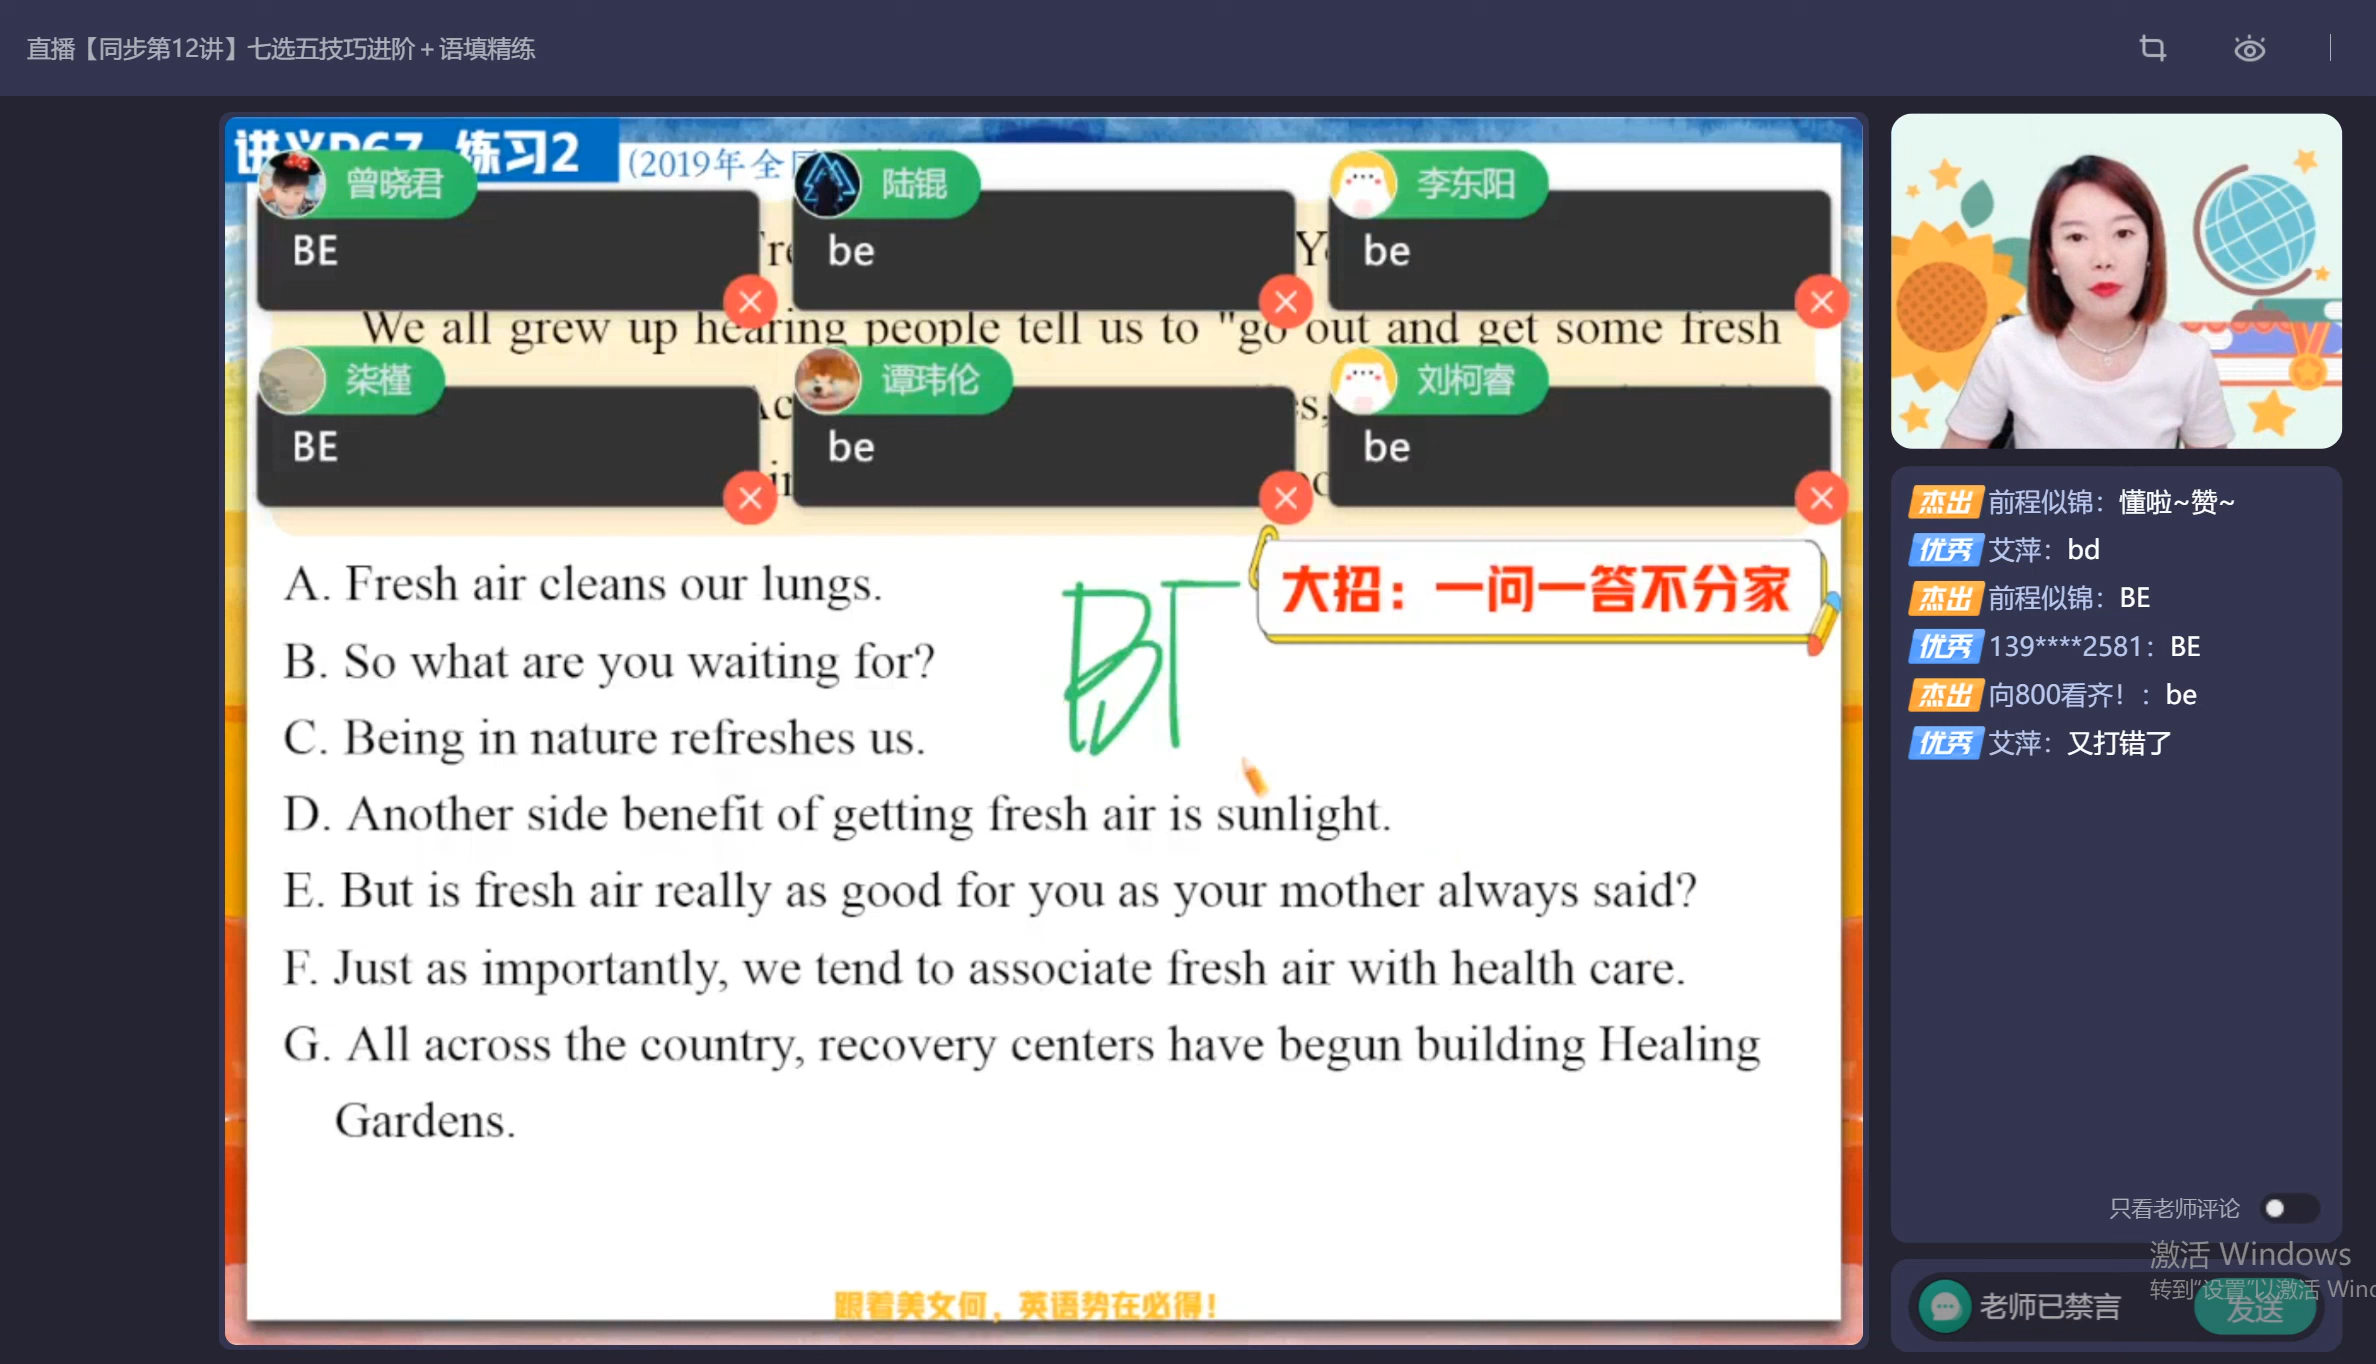 直播【同步第12讲】七选五技巧进阶+语填精练
练习2
(2019年全
曾晓君
BE
陆锟
be
李东阳
be
We all grew up hearing people tell us to "go out and get some fresh
柒槿
BE
谭玮伦
be
刘柯睿
be
大招：一问一答不分家
A. Fresh air cleans our lungs.
B. So what are you waiting for?
C. Being in nature refreshes us.
D. Another side benefit of getting fresh air is sunlight.
E. But is fresh air really as good for you as your mother always said?
F. Just as importantly, we tend to associate fresh air with health care.
G. All across the country, recovery centers have begun building Healing
Gardens.
跟着美女何，英语势在必得！
杰出 前程似锦：懂啦~赞~
优秀 艾萍：bd
杰出 前程似锦：BE
优秀 139****2581：BE
杰出 向800看齐！：be
优秀 艾萍：又打错了
只看老师评论
激活 Windows
转到"设置"以激活 Winc
老师已禁言
发送